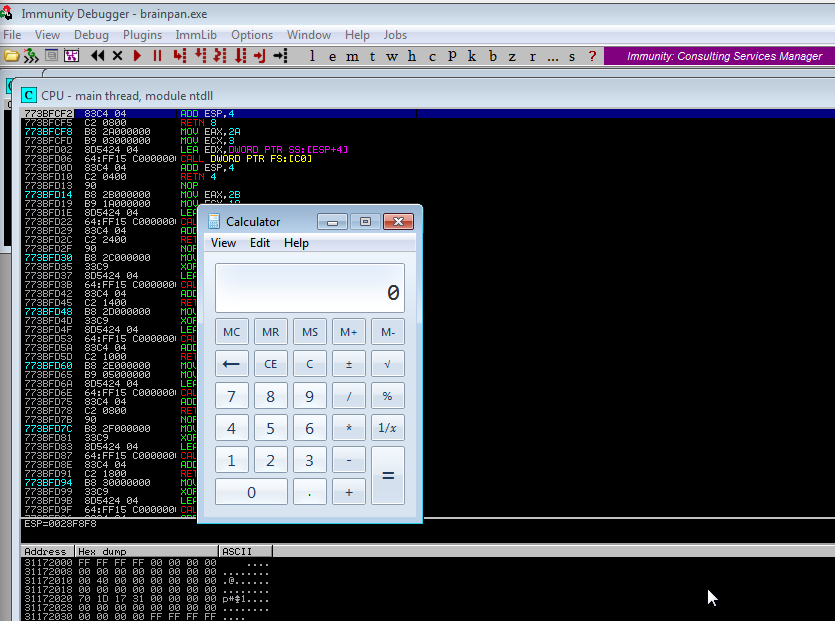 Immunity Debugger - brainpan.exe
File View Debug Plugins ImmLib Options Window Help Jobs
l e m t w h c p k b z r ... s ? Immunity: Consulting Services Manager
C CPU - main thread, module ntdll
773BFCF2 83C4 04 ADD ESP,4
773BFCF5 C2 0800 RETN 8
773BFCF8 B8 2A000000 MOV EAX,2A
773BFCFD B9 03000000 MOV ECX,3
773BFD02 8D5424 04 LEA EDX,DWORD PTR SS:[ESP+4]
773BFD06 64:FF15 C0000000 CALL DWORD PTR FS:[C0]
773BFD0D 83C4 04 ADD ESP,4
773BFD10 C2 0400 RETN 4
773BFD13 90 NOP
773BFD14 B8 2B000000 MOV EAX,2B
773BFD19 B9 1A000000
773BFD1E 8D5424 04 LEA
773BFD22 64:FF15 C0000000 CAL
773BFD29 83C4 04 ADD
773BFD2C C2 2400 RET
773BFD2F 90 NOP
773BFD30 B8 2C000000 MOV
773BFD35 33C9 XOR
773BFD37 8D5424 04 LEA
773BFD3B 64:FF15 C0000000 CAL
773BFD42 83C4 04 ADD
773BFD45 C2 1400 RET
773BFD48 B8 2D000000 MOV
773BFD4D 33C9 XOR
773BFD4F 8D5424 04 LEA
773BFD53 64:FF15 C0000000 CAL
773BFD5A 83C4 04 ADD
773BFD5D C2 1000 RET
773BFD60 B8 2E000000 MOV
773BFD65 B9 05000000 MOV
773BFD6A 8D5424 04 LEA
773BFD6E 64:FF15 C0000000 CAL
773BFD75 83C4 04 ADD
773BFD78 C2 0800 RET
773BFD7B 90 NOP
773BFD7C B8 2F000000 MOV
773BFD81 33C9 XOR
773BFD83 8D5424 04 LEA
773BFD87 64:FF15 C0000000 CAL
773BFD8E 83C4 04 ADD
773BFD91 C2 1800 RET
773BFD94 B8 30000000 MOV
773BFD99 33C9 XOR
773BFD9B 8D5424 04 LEA
773BFD9F 64:FF15 C0000000 CAL
ESP=0028F8F8
Calculator
View Edit Help
0
MC MR MS M+ M-
← CE C ± √
7 8 9 / %
4 5 6 * 1/x
1 2 3 - =
0 . +
Address Hex dump ASCII
31172000 FF FF FF FF 00 00 00 00 ....
31172008 00 00 00 00 00 00 00 00 ........
31172010 00 40 00 00 00 00 00 00 .@......
31172018 00 00 00 00 00 00 00 00 ........
31172020 70 1D 17 31 00 00 00 00
31172028 00 00 00 00 00 00 00 00 ........
31172030 00 00 00 00 FF FF FF FF ....